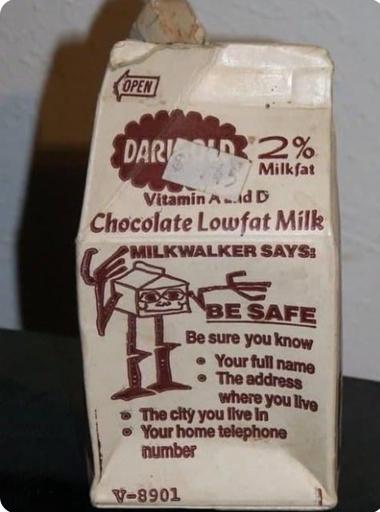 OPEN
2%
Milkfat
Vitamin A and D
Chocolate Lowfat Milk
MILKWALKER SAYS:
BE SAFE
Be sure you know
• Your full name
• The address
where you live
• The city you live in
• Your home telephone
number
V-8901